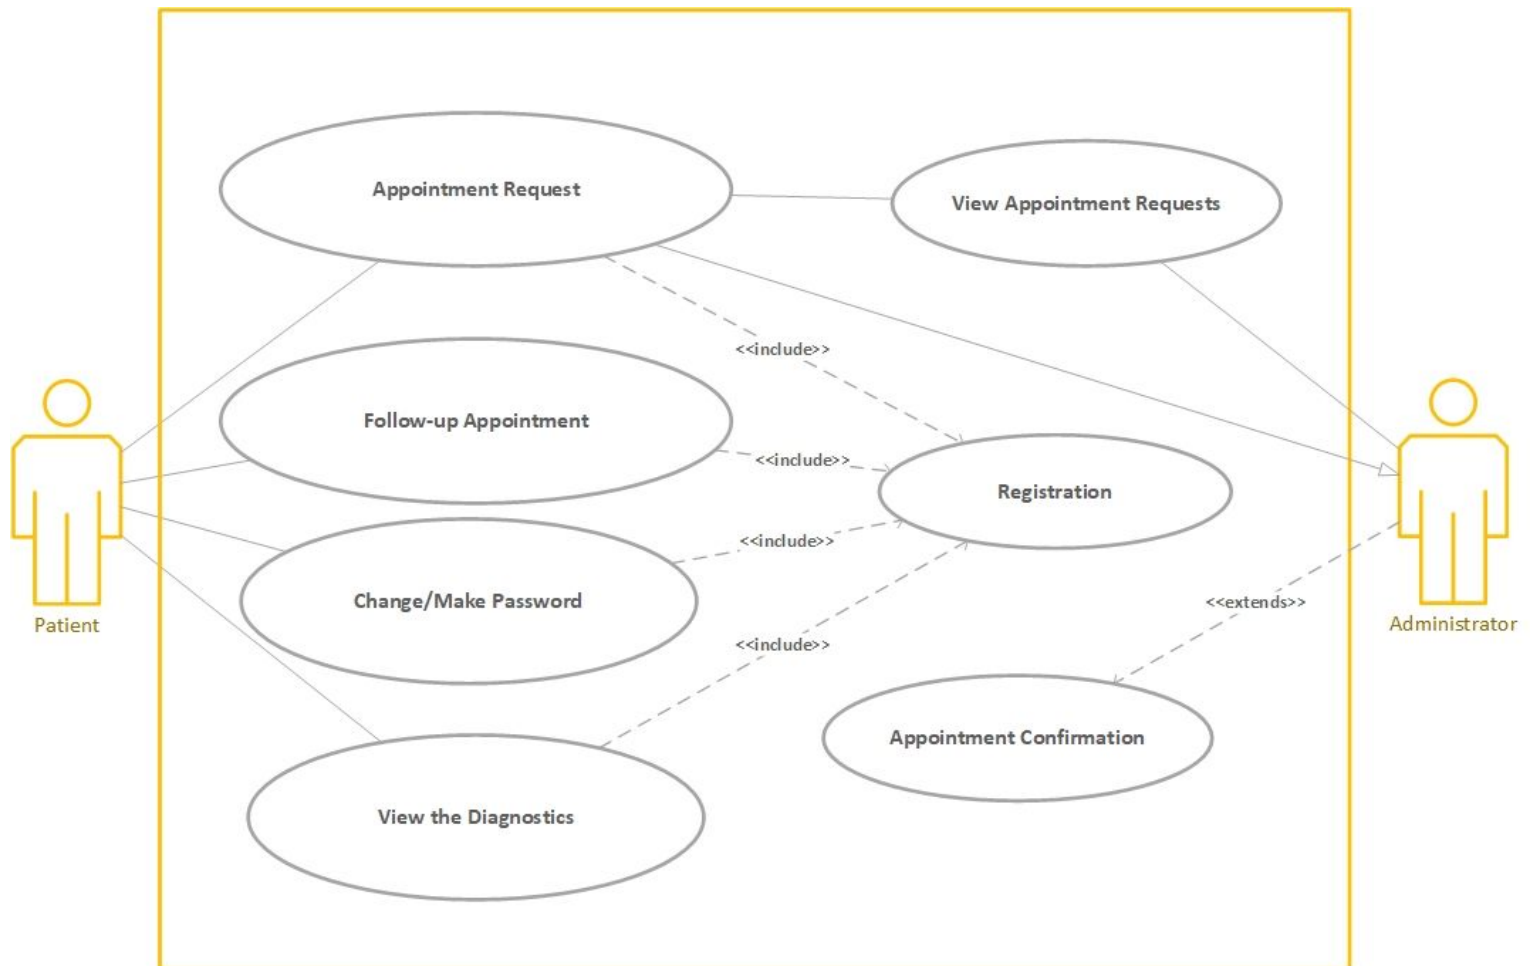 Appointment Request
View Appointment Requests
<<include>>
Follow-up Appointment
<<include>>
Registration
<<include>>
Change/Make Password
<<extends>>
Patient
Administrator
<<include>>
Appointment Confirmation
View the Diagnostics